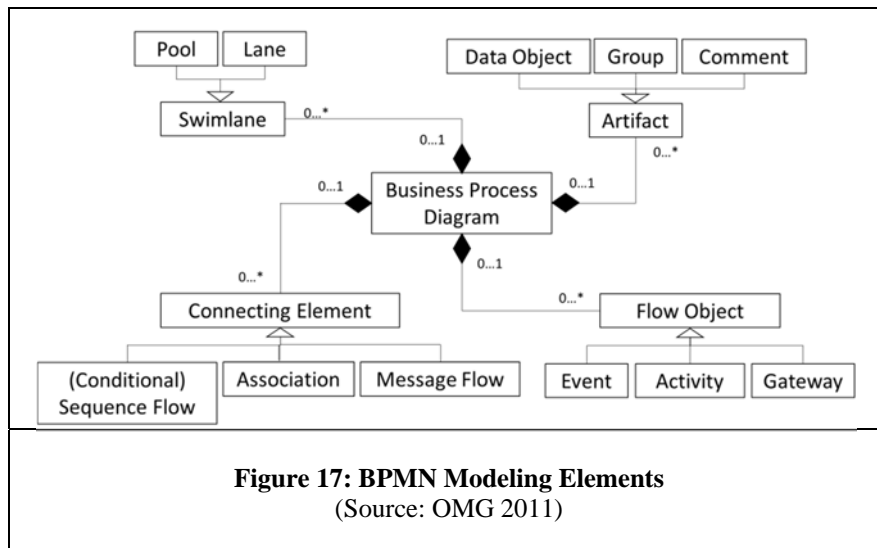 Pool
Lane
Data Object
Group
Comment
Swimlane
0...*
Artifact
0...*
0...1
0...1
Business Process
Diagram
0...1
0...1
0...*
0...*
Connecting Element
Flow Object
(Conditional)
Sequence Flow
Association
Message Flow
Event
Activity
Gateway
Figure 17: BPMN Modeling Elements
(Source: OMG 2011)